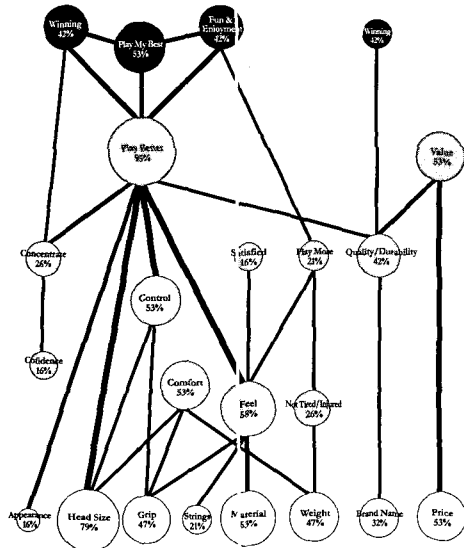 Winning
42%
Play My Best
53%
Fun &
Enjoyment
42%
Winning
42%
Play Better
95%
Value
53%
Concentrate
26%
Satisfied
16%
Play More
21%
Quality/Durability
42%
Control
53%
Cofidence
16%
Comfort
53%
Feel
58%
Not Tired/Injured
26%
Appearance
16%
Head Size
79%
Grip
47%
Strings
21%
Material
Weight
47%
Brand Name
32%
Price
53%